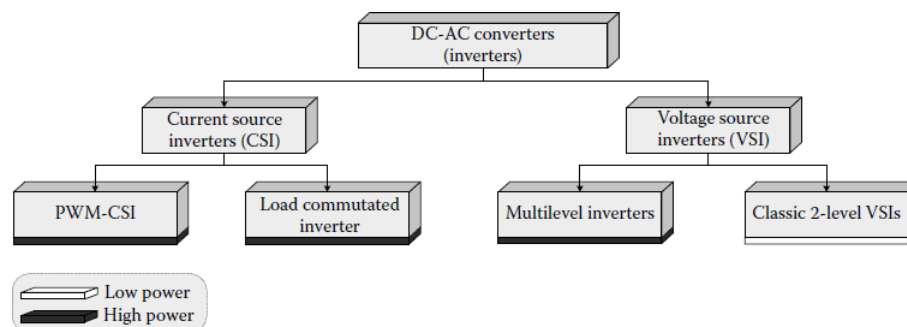 DC-AC converters
(inverters)
Current source
inverters (CSI)
Voltage source
inverters (VSI)
PWM-CSI
Load commutated
inverter
Multilevel inverters
Classic 2-level VSIs
Low power
High power